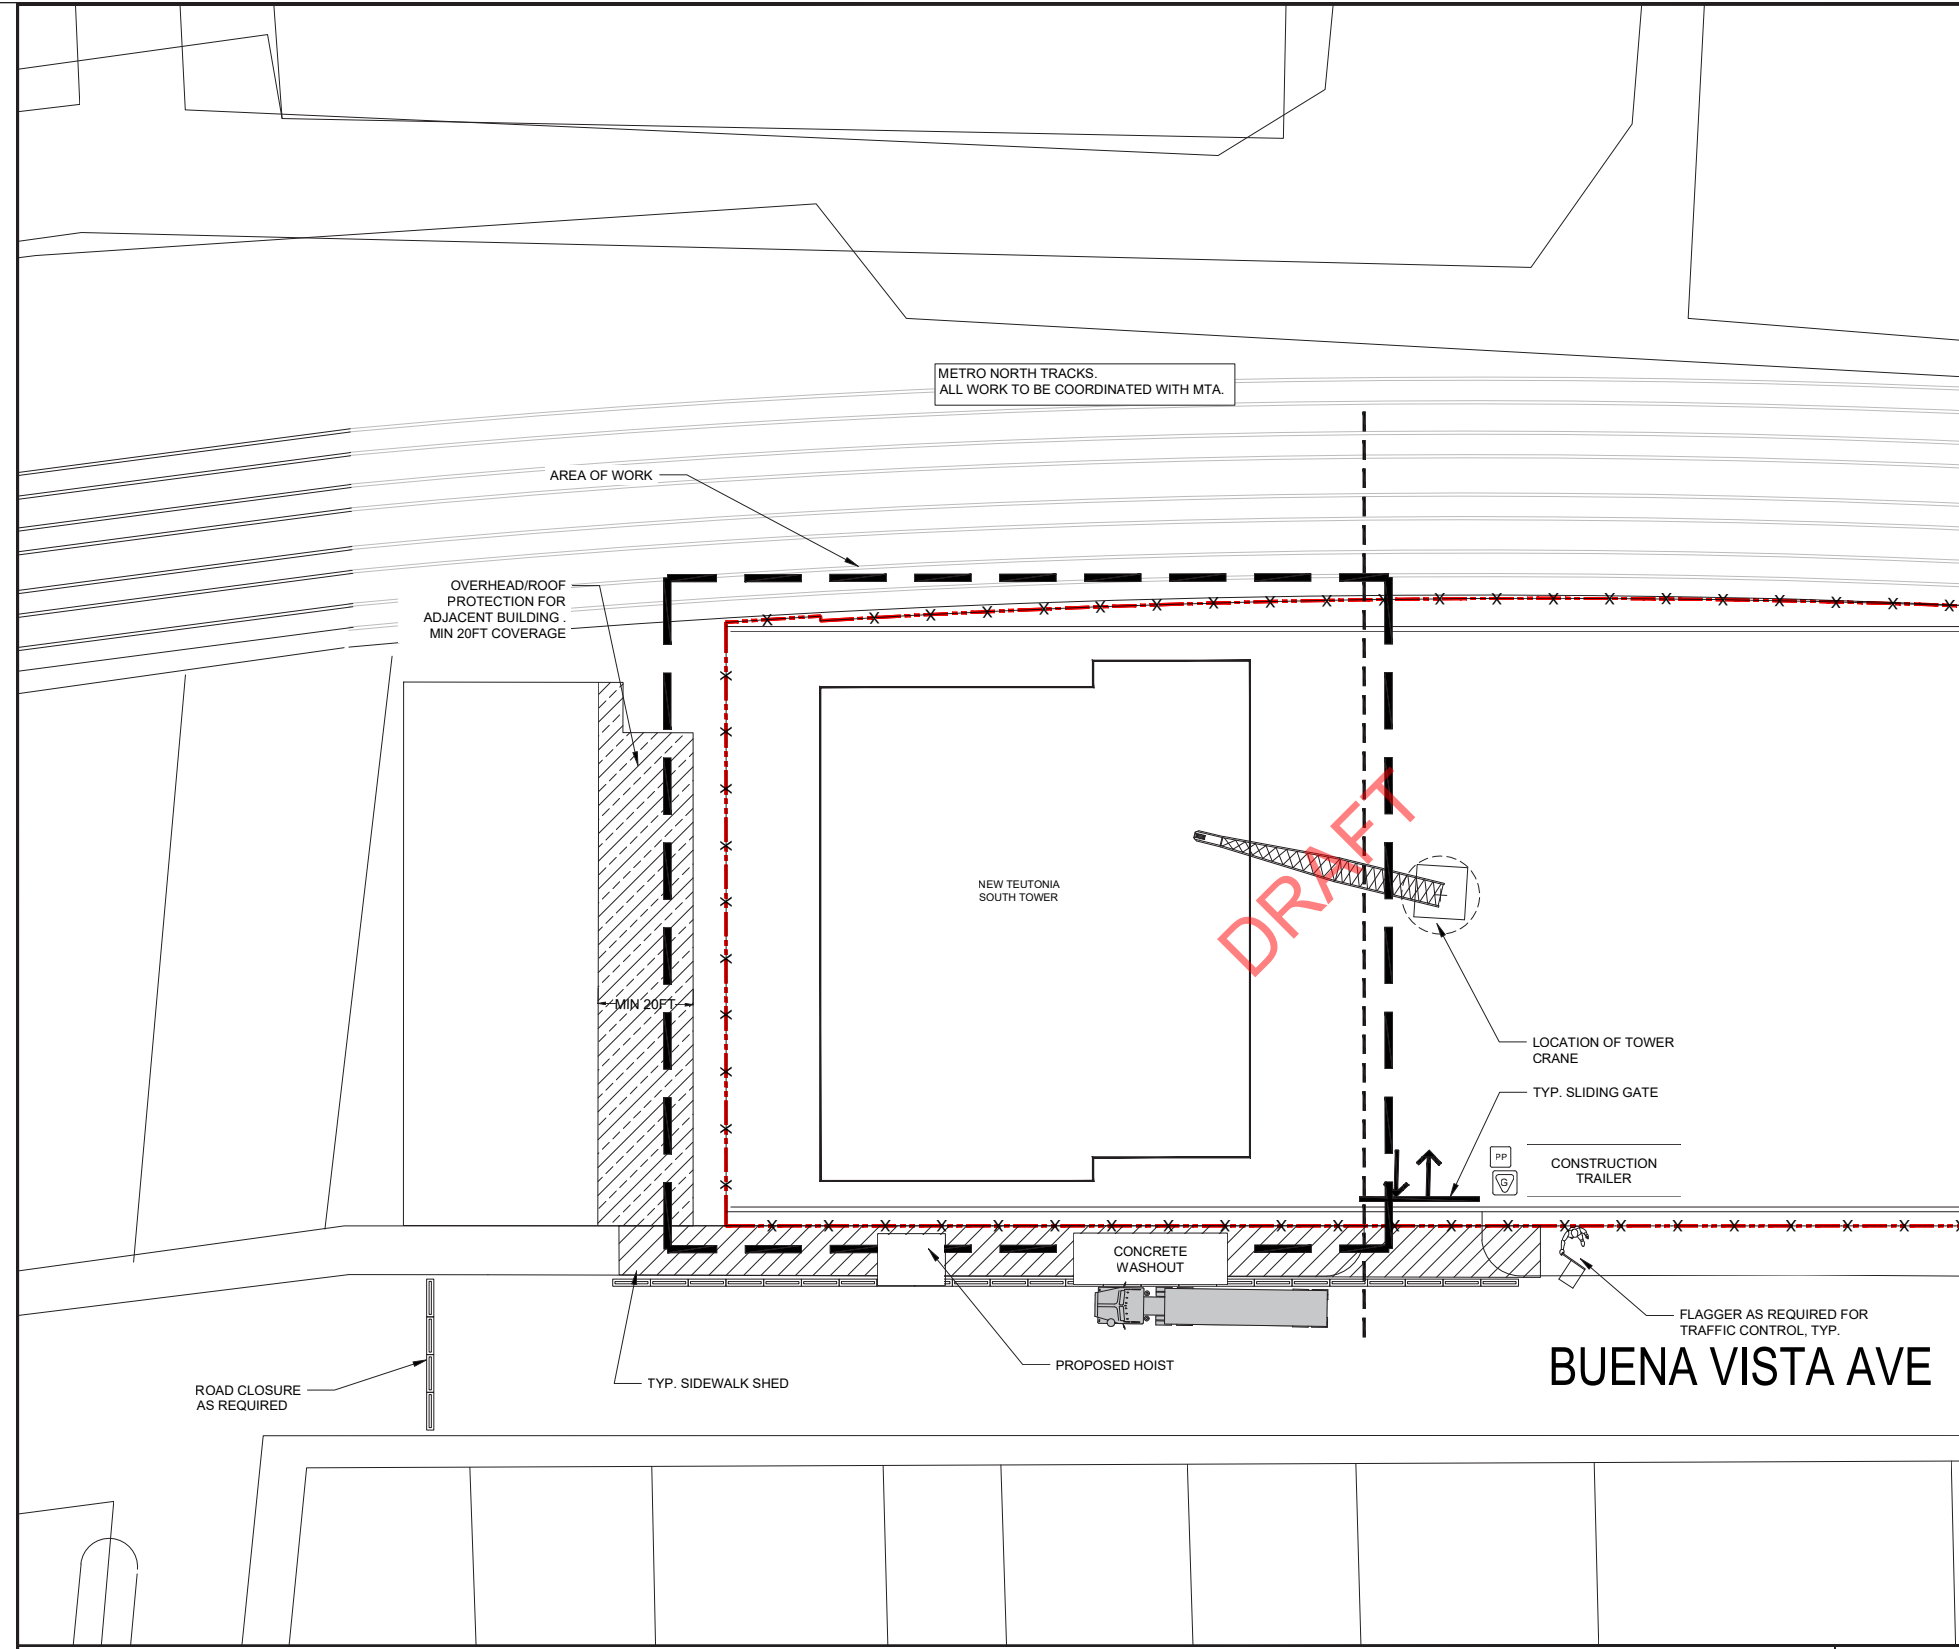 METRO NORTH TRACKS.
ALL WORK TO BE COORDINATED WITH MTA.
AREA OF WORK
OVERHEAD/ROOF
PROTECTION FOR
ADJACENT BUILDING .
MIN 20FT COVERAGE
NEW TEUTONIA
SOUTH TOWER
DRAFT
MIN 20FT
LOCATION OF TOWER
CRANE
TYP. SLIDING GATE
PP
G
CONSTRUCTION
TRAILER
CONCRETE
WASHOUT
FLAGGER AS REQUIRED FOR
TRAFFIC CONTROL, TYP.
BUENA VISTA AVE
PROPOSED HOIST
TYP. SIDEWALK SHED
ROAD CLOSURE
AS REQUIRED